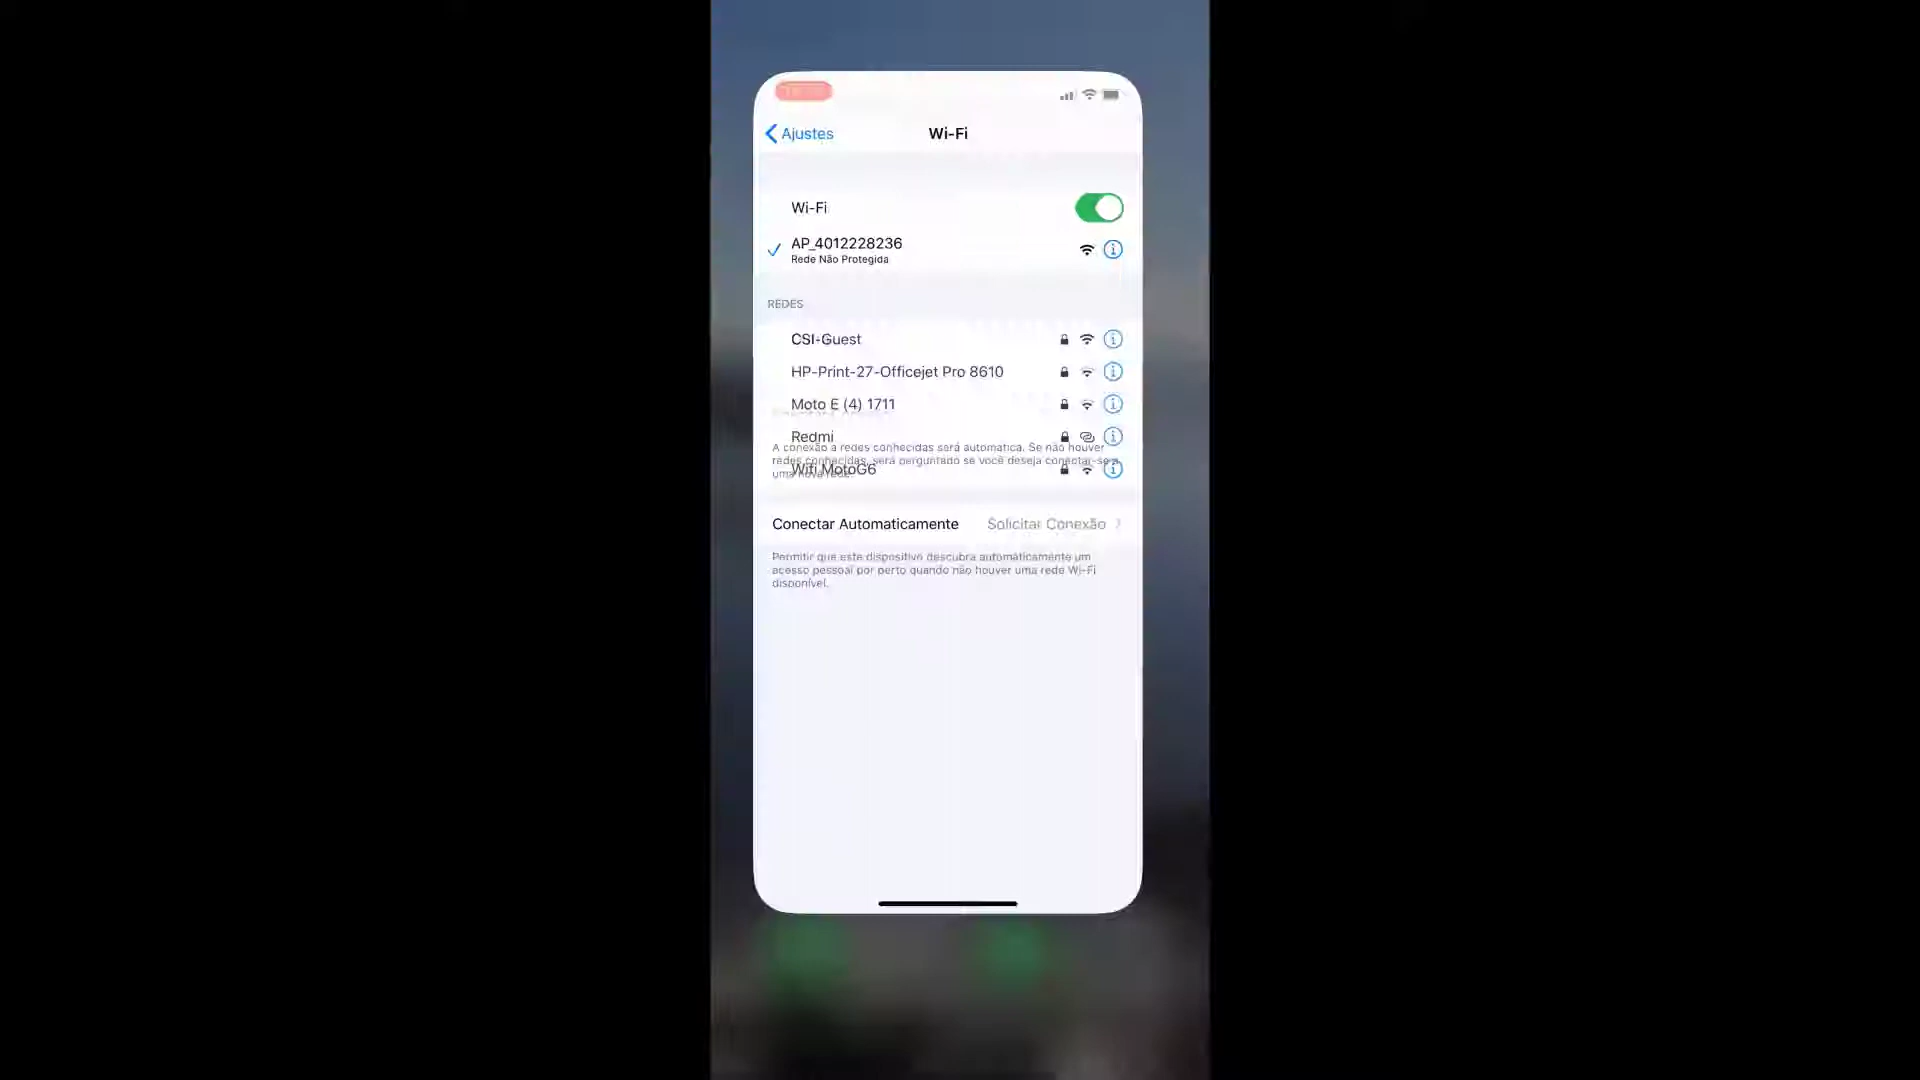 Ajustes
Wi-Fi
Wi-Fi
AP_4012228236
Rede Não Protegida
REDES
CSI-Guest
HP-Print-27-Officejet Pro 8610
Moto E (4) 1711
Redmi
A conexão a redes conhecidas será automática. Se não houver
redes conhecidas, será perguntado se você deseja conectar-se a
uma nova rede.
Wifi MotoG6
Conectar Automaticamente
Solicitar Conexão
Permitir que este dispositivo descubra automaticamente um
acesso pessoal por perto quando não houver uma rede Wi-Fi
disponível.